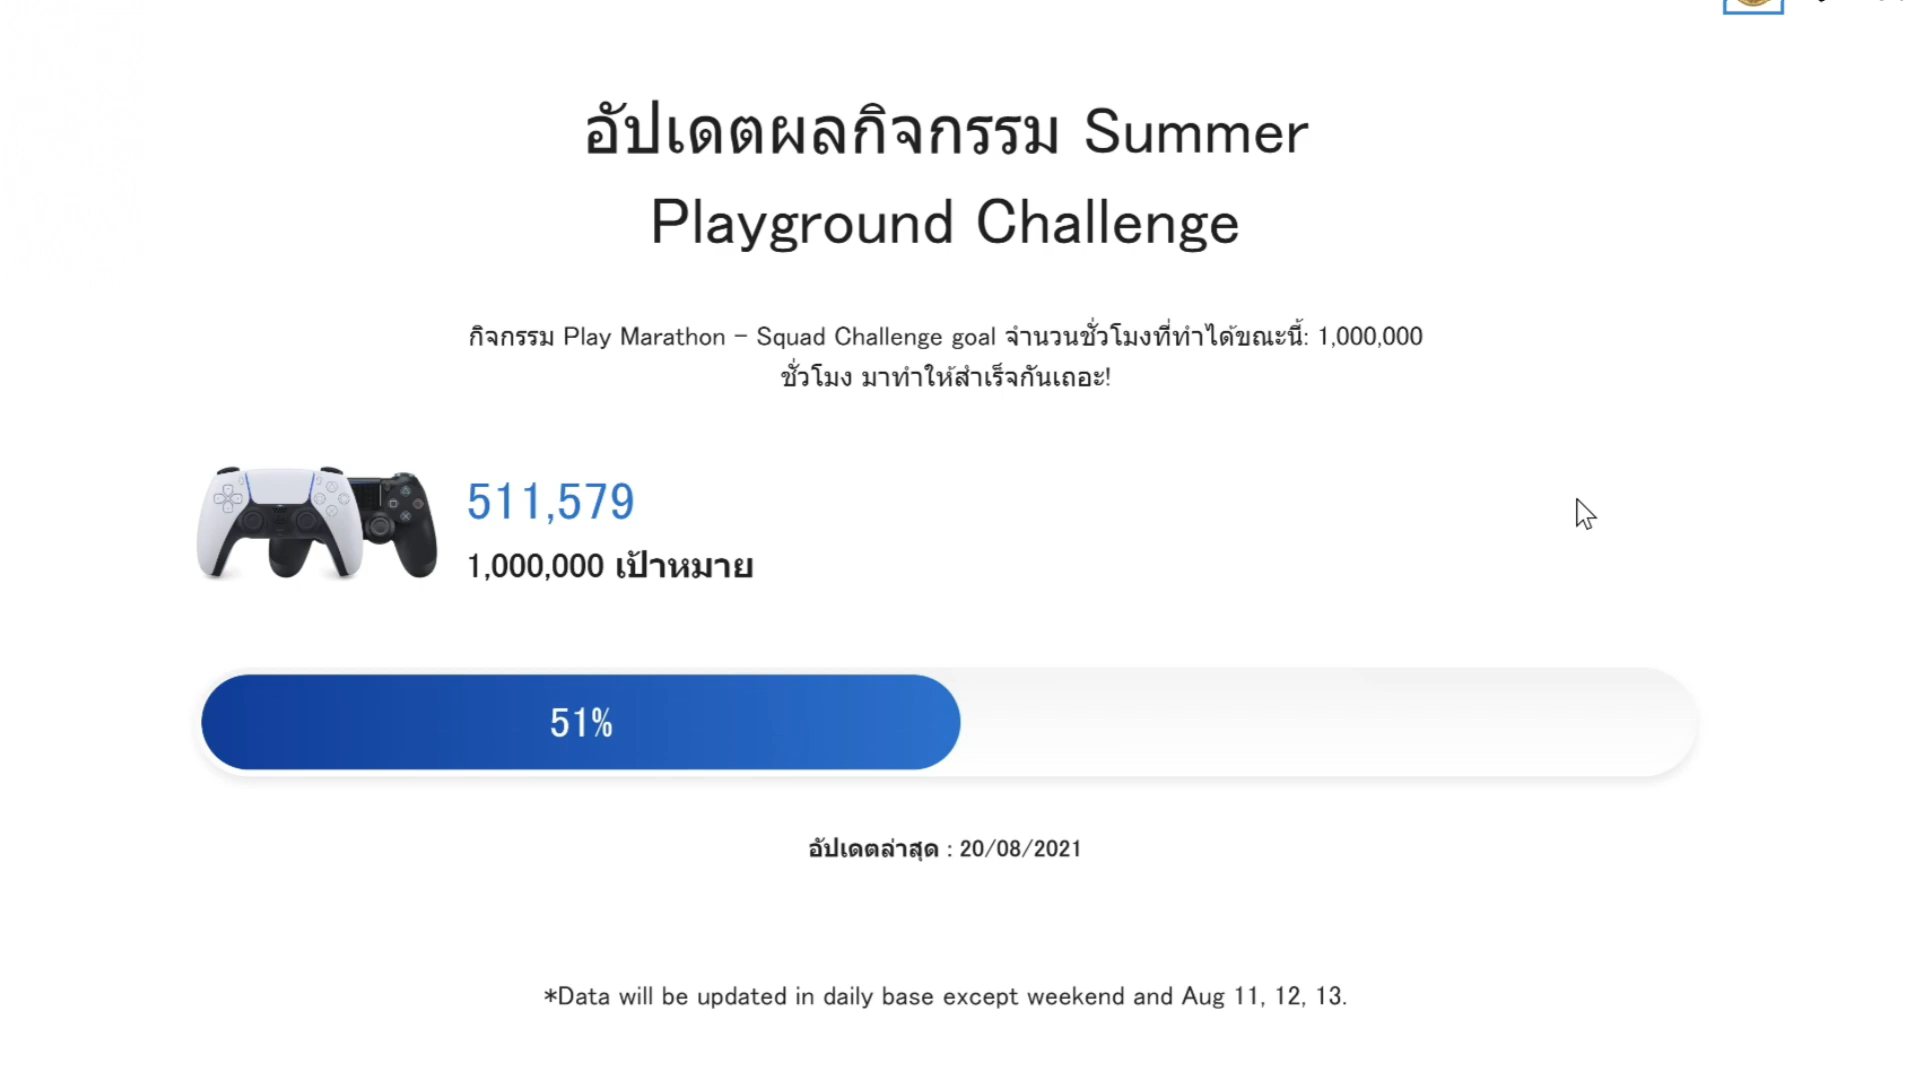 อัปเดตผลกิจกรรม Summer
Playground Challenge
กิจกรรม Play Marathon – Squad Challenge goal จำนวนชั่วโมงที่ทำได้ขณะนี้: 1,000,000
ชั่วโมง มาทำให้สำเร็จกันเถอะ!
511,579
1,000,000 เป้าหมาย
51%
อัปเดตล่าสุด : 20/08/2021
*Data will be updated in daily base except weekend and Aug 11, 12, 13.